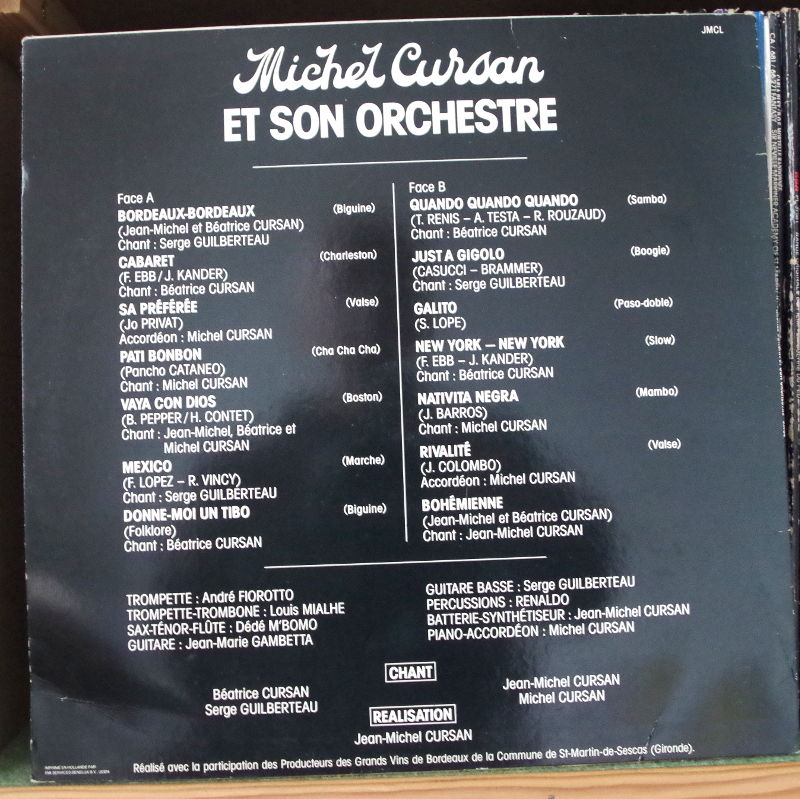 JMCL
Michel Cursan
ET SON ORCHESTRE
Face A
BORDEAUX-BORDEAUX (Biguine)
(Jean-Michel et Béatrice CURSAN)
Chant : Serge GUILBERTEAU
CABARET (Charleston)
(F. EBB / J. KANDER)
Chant : Béatrice CURSAN
SA PRÉFÉRÉE (Valse)
(Jo PRIVAT)
Accordéon : Michel CURSAN
PATI BONBON (Cha Cha Cha)
(Pancho CATANEO)
Chant : Michel CURSAN
VAYA CON DIOS (Boston)
(B. PEPPER / H. CONTET)
Chant : Jean-Michel, Béatrice et
Michel CURSAN
MEXICO (Marche)
(F. LOPEZ – R. VINCY)
Chant : Serge GUILBERTEAU
DONNE-MOI UN TIBO (Biguine)
(Folklore)
Chant : Béatrice CURSAN
Face B
QUANDO QUANDO QUANDO (Samba)
(T. RENIS – A. TESTA – R. ROUZAUD)
Chant : Béatrice CURSAN
JUST A GIGOLO (Boogie)
(CASUCCI – BRAMMER)
Chant : Serge GUILBERTEAU
GALITO (Paso-doble)
(S. LOPE)
NEW YORK – NEW YORK (Slow)
(F. EBB – J. KANDER)
Chant : Béatrice CURSAN
NATIVITA NEGRA (Mambo)
(J. BARROS)
Chant : Michel CURSAN
RIVALITÉ (Valse)
(J. COLOMBO)
Accordéon : Michel CURSAN
BOHÉMIENNE
(Jean-Michel et Béatrice CURSAN)
Chant : Jean-Michel CURSAN
TROMPETTE : André FIOROTTO
TROMPETTE-TROMBONE : Louis MIALHE
SAX-TÉNOR-FLÛTE : Dédé M'BOMO
GUITARE : Jean-Marie GAMBETTA
GUITARE BASSE : Serge GUILBERTEAU
PERCUSSIONS : RENALDO
BATTERIE-SYNTHÉTISEUR : Jean-Michel CURSAN
PIANO-ACCORDÉON : Michel CURSAN
CHANT
Béatrice CURSAN
Serge GUILBERTEAU
Jean-Michel CURSAN
Michel CURSAN
REALISATION
Jean-Michel CURSAN
Réalisé avec la participation des Producteurs des Grands Vins de Bordeaux de la Commune de St-Martin-de-Sescas (Gironde).
IMPRIMÉ EN HOLLANDE PAR